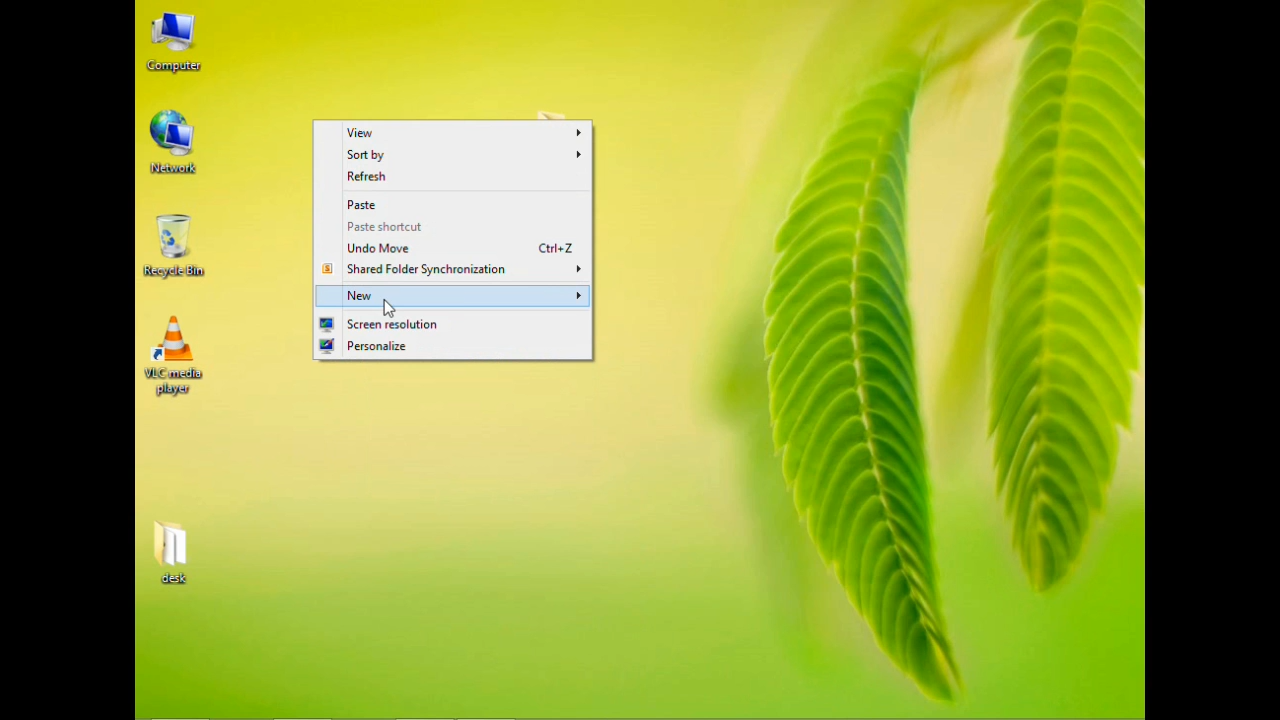 Computer
Network
Recycle Bin
VLC media
player
desk
View
Sort by
Refresh
Paste
Paste shortcut
Undo Move Ctrl+Z
Shared Folder Synchronization
New
Screen resolution
Personalize